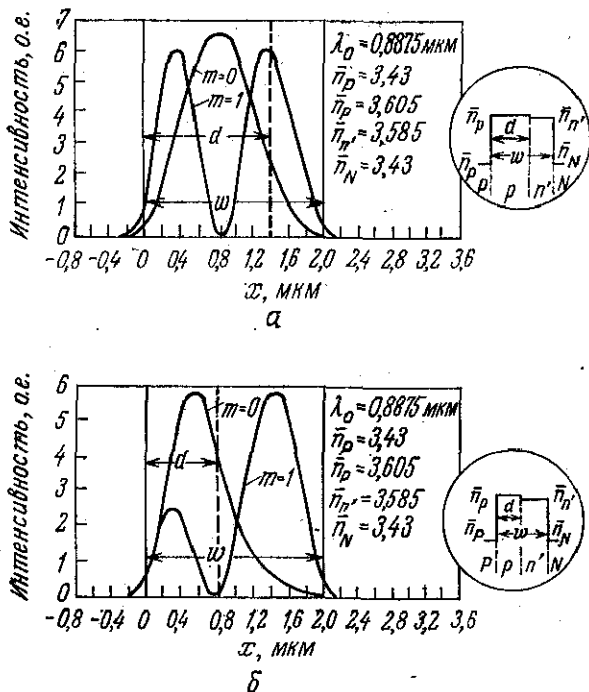 Интенсивность, о.е.
7
6
5
4
3
2
1
0
m=0
m=1
d
w
λ₀=0,8875 мкм
n̄P=3,43
n̄p=3,605
n̄n'=3,585
n̄N=3,43
n̄p
n̄n'
d
w
n̄P
n̄N
P p n' N
-0,8 -0,4 0 0,4 0,8 1,2 1,6 2,0 2,4 2,8 3,2 3,6
x, мкм
а
Интенсивность, о.е.
6
5
4
3
2
1
0
m=0
m=1
d
w
λ₀=0,8875 мкм
n̄P=3,43
n̄p=3,605
n̄n'=3,585
n̄N=3,43
n̄p
n̄n'
d
w
n̄P
n̄N
P p n' N
-0,8 -0,4 0 0,4 0,8 1,2 1,6 2,0 2,4 2,8 3,2 3,6
x, мкм
б